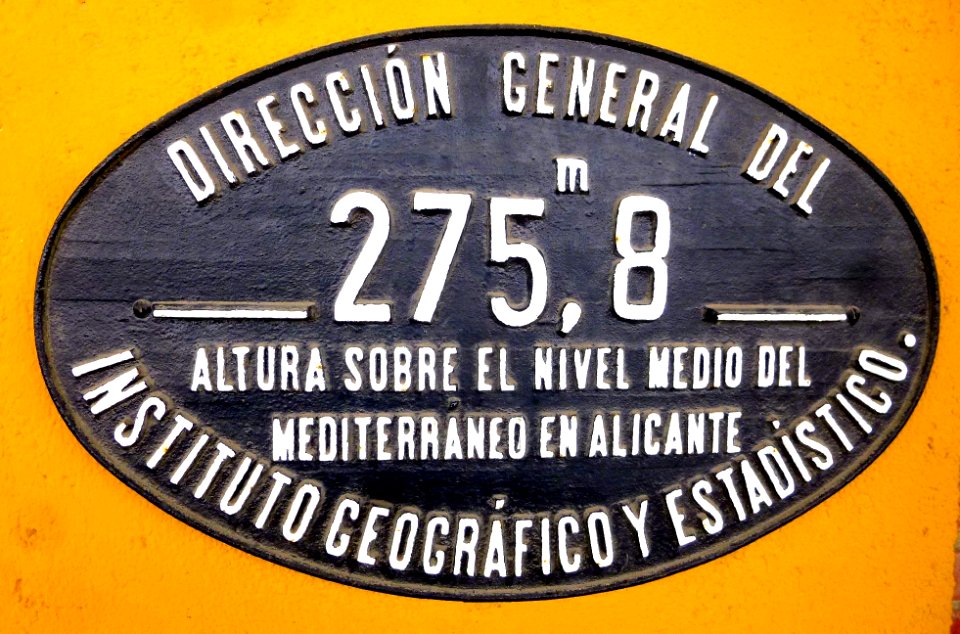 DIRECCIÓN GENERAL DEL
m
275,8
ALTURA SOBRE EL NIVEL MEDIO DEL
MEDITERRANEO EN ALICANTE
INSTITUTO GEOGRÁFICO Y ESTADÍSTICO.